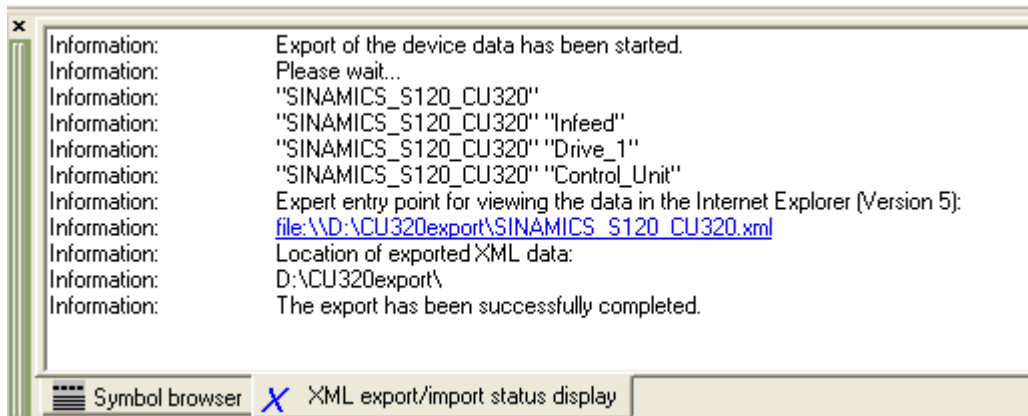 Information: Export of the device data has been started.
Information: Please wait...
Information: "SINAMICS_S120_CU320"
Information: "SINAMICS_S120_CU320" "Infeed"
Information: "SINAMICS_S120_CU320" "Drive_1"
Information: "SINAMICS_S120_CU320" "Control_Unit"
Information: Expert entry point for viewing the data in the Internet Explorer (Version 5):
Information: file:\\D:\CU320export\SINAMICS_S120_CU320.xml
Information: Location of exported XML data:
Information: D:\CU320export\
Information: The export has been successfully completed.
Symbol browser X XML export/import status display